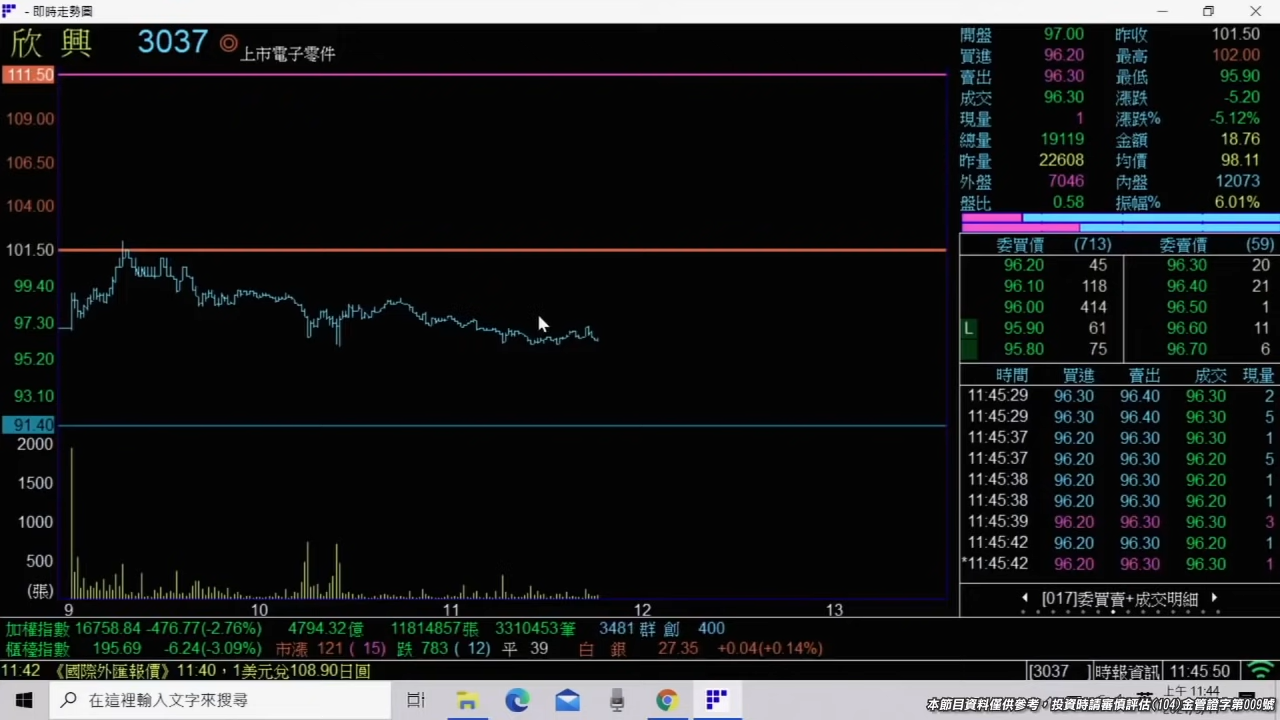 - 即時走勢圖
欣 興 3037 ◎上市電子零件
111.50
109.00
106.50
104.00
101.50
99.40
97.30
95.20
93.10
91.40
2000
1500
1000
500
(張)
9 10 11 12 13
開盤 97.00 昨收 101.50
買進 96.20 最高 102.00
賣出 96.30 最低 95.90
成交 96.30 漲跌 -5.20
現量 1 漲跌% -5.12%
總量 19119 金額 18.76
昨量 22608 均價 98.11
外盤 7046 內盤 12073
盤比 0.58 振幅% 6.01%
委買價 (713) 委賣價 (59)
96.20 45 96.30 20
96.10 118 96.40 21
96.00 414 96.50 1
L 95.90 61 96.60 11
95.80 75 96.70 6
時間 買進 賣出 成交 現量
11:45:29 96.30 96.40 96.30 2
11:45:29 96.30 96.40 96.30 5
11:45:37 96.20 96.30 96.30 1
11:45:37 96.20 96.30 96.20 5
11:45:38 96.20 96.30 96.20 1
11:45:38 96.20 96.30 96.20 1
11:45:39 96.20 96.30 96.30 3
11:45:42 96.20 96.30 96.20 1
*11:45:42 96.20 96.30 96.30 1
[017]委買賣+成交明細
加權指數 16758.84 -476.77(-2.76%) 4794.32億 11814857張 3310453筆 3481 群 創 400
櫃檯指數 195.69 -6.24(-3.09%) 市漲 121 ( 15) 跌 783 ( 12) 平 39 白 銀 27.35 +0.04(+0.14%)
11:42 《國際外匯報價》11:40，1美元兌108.90日圓 [3037 ]時報資訊 11:45:50
在這裡輸入文字來搜尋
上午 11:44
本節目資料僅供參考，投資時請審慎評估(104)金管證字第009號